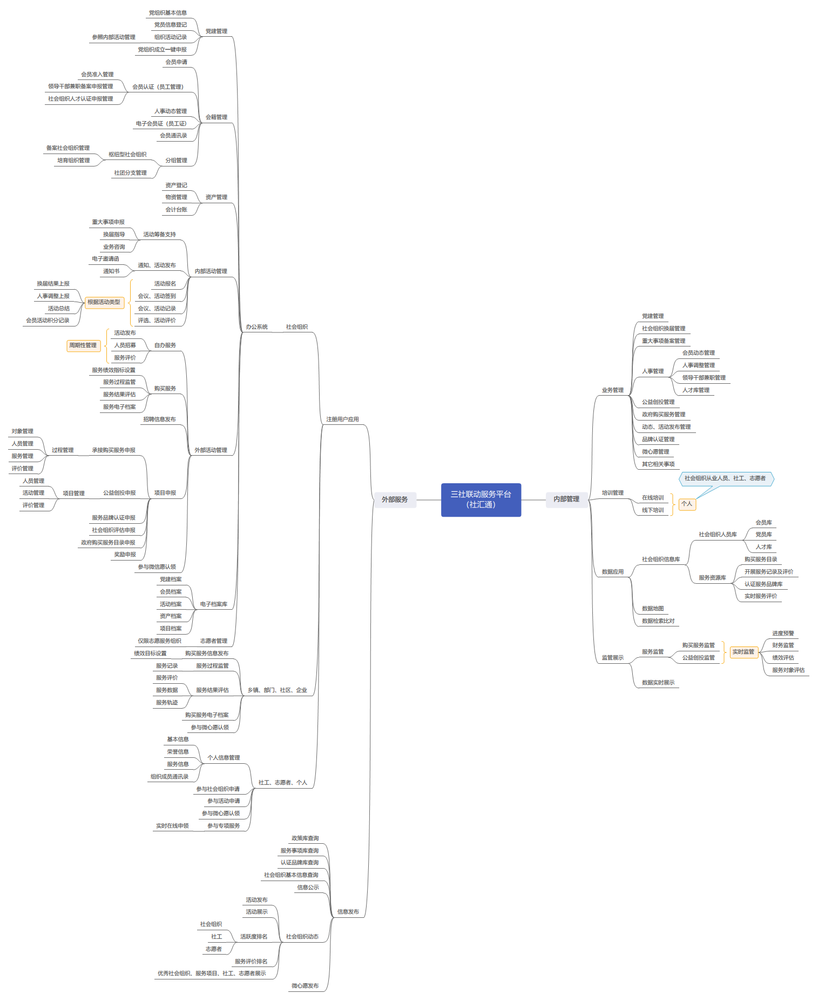 三社联动服务平台
（社汇通）
外部服务
注册用户应用
社会组织
办公系统
党建管理
党组织基本信息
党员信息登记
组织活动记录
参照内部活动管理
党组织成立一键申报
会籍管理
会员申请
会员认证（员工管理）
会员准入管理
领导干部兼职备案申报管理
社会组织人才认证申报管理
人事动态管理
电子会员证（员工证）
会员通讯录
分组管理
枢纽型社会组织
备案社会组织管理
培育组织管理
社团分支管理
资产管理
资产登记
物资管理
会计台账
内部活动管理
活动筹备支持
重大事项申报
换届指导
业务咨询
通知、活动发布
电子邀请函
通知书
活动报名
会议、活动签到
会议、活动记录
评选、活动评价
根据活动类型
换届结果上报
人事调整上报
活动总结
会员活动积分记录
外部活动管理
自办服务
活动发布
人员招募
服务评价
周期性管理
购买服务
服务绩效指标设置
服务过程监管
服务结果评估
服务电子档案
招聘信息发布
项目申报
承接购买服务申报
过程管理
对象管理
人员管理
服务管理
评价管理
公益创投申报
项目管理
人员管理
活动管理
评价管理
服务品牌认证申报
社会组织评估申报
政府购买服务目录申报
奖励申报
参与微信愿认领
电子档案库
党建档案
会员档案
活动档案
资产档案
项目档案
志愿者管理
仅限志愿服务组织
乡镇、部门、社区、企业
购买服务信息发布
绩效目标设置
服务过程监管
服务记录
服务结果评估
服务评价
服务数据
服务轨迹
购买服务电子档案
参与微心愿认领
社工、志愿者、个人
个人信息管理
基本信息
荣誉信息
服务信息
组织成员通讯录
参与社会组织申请
参与活动申请
参与微心愿认领
参与专项服务
实时在线申领
信息发布
政策库查询
服务事项库查询
认证品牌库查询
社会组织基本信息查询
信息公示
社会组织动态
活动发布
活动展示
活跃度排名
社会组织
社工
志愿者
服务评价排名
优秀社会组织、服务项目、社工、志愿者展示
微心愿发布
内部管理
业务管理
党建管理
社会组织换届管理
重大事项备案管理
人事管理
会员动态管理
人事调整管理
领导干部兼职管理
人才库管理
公益创投管理
政府购买服务管理
动态、活动发布管理
品牌认证管理
微心愿管理
其它相关事项
培训管理
在线培训
线下培训
个人
社会组织从业人员、社工、志愿者
数据应用
社会组织信息库
社会组织人员库
会员库
党员库
人才库
服务资源库
购买服务目录
开展服务记录及评价
认证服务品牌库
实时服务评价
数据地图
数据检索比对
监管展示
服务监管
购买服务监管
公益创投监管
实时监管
进度预警
财务监管
绩效评估
服务对象评估
数据实时展示